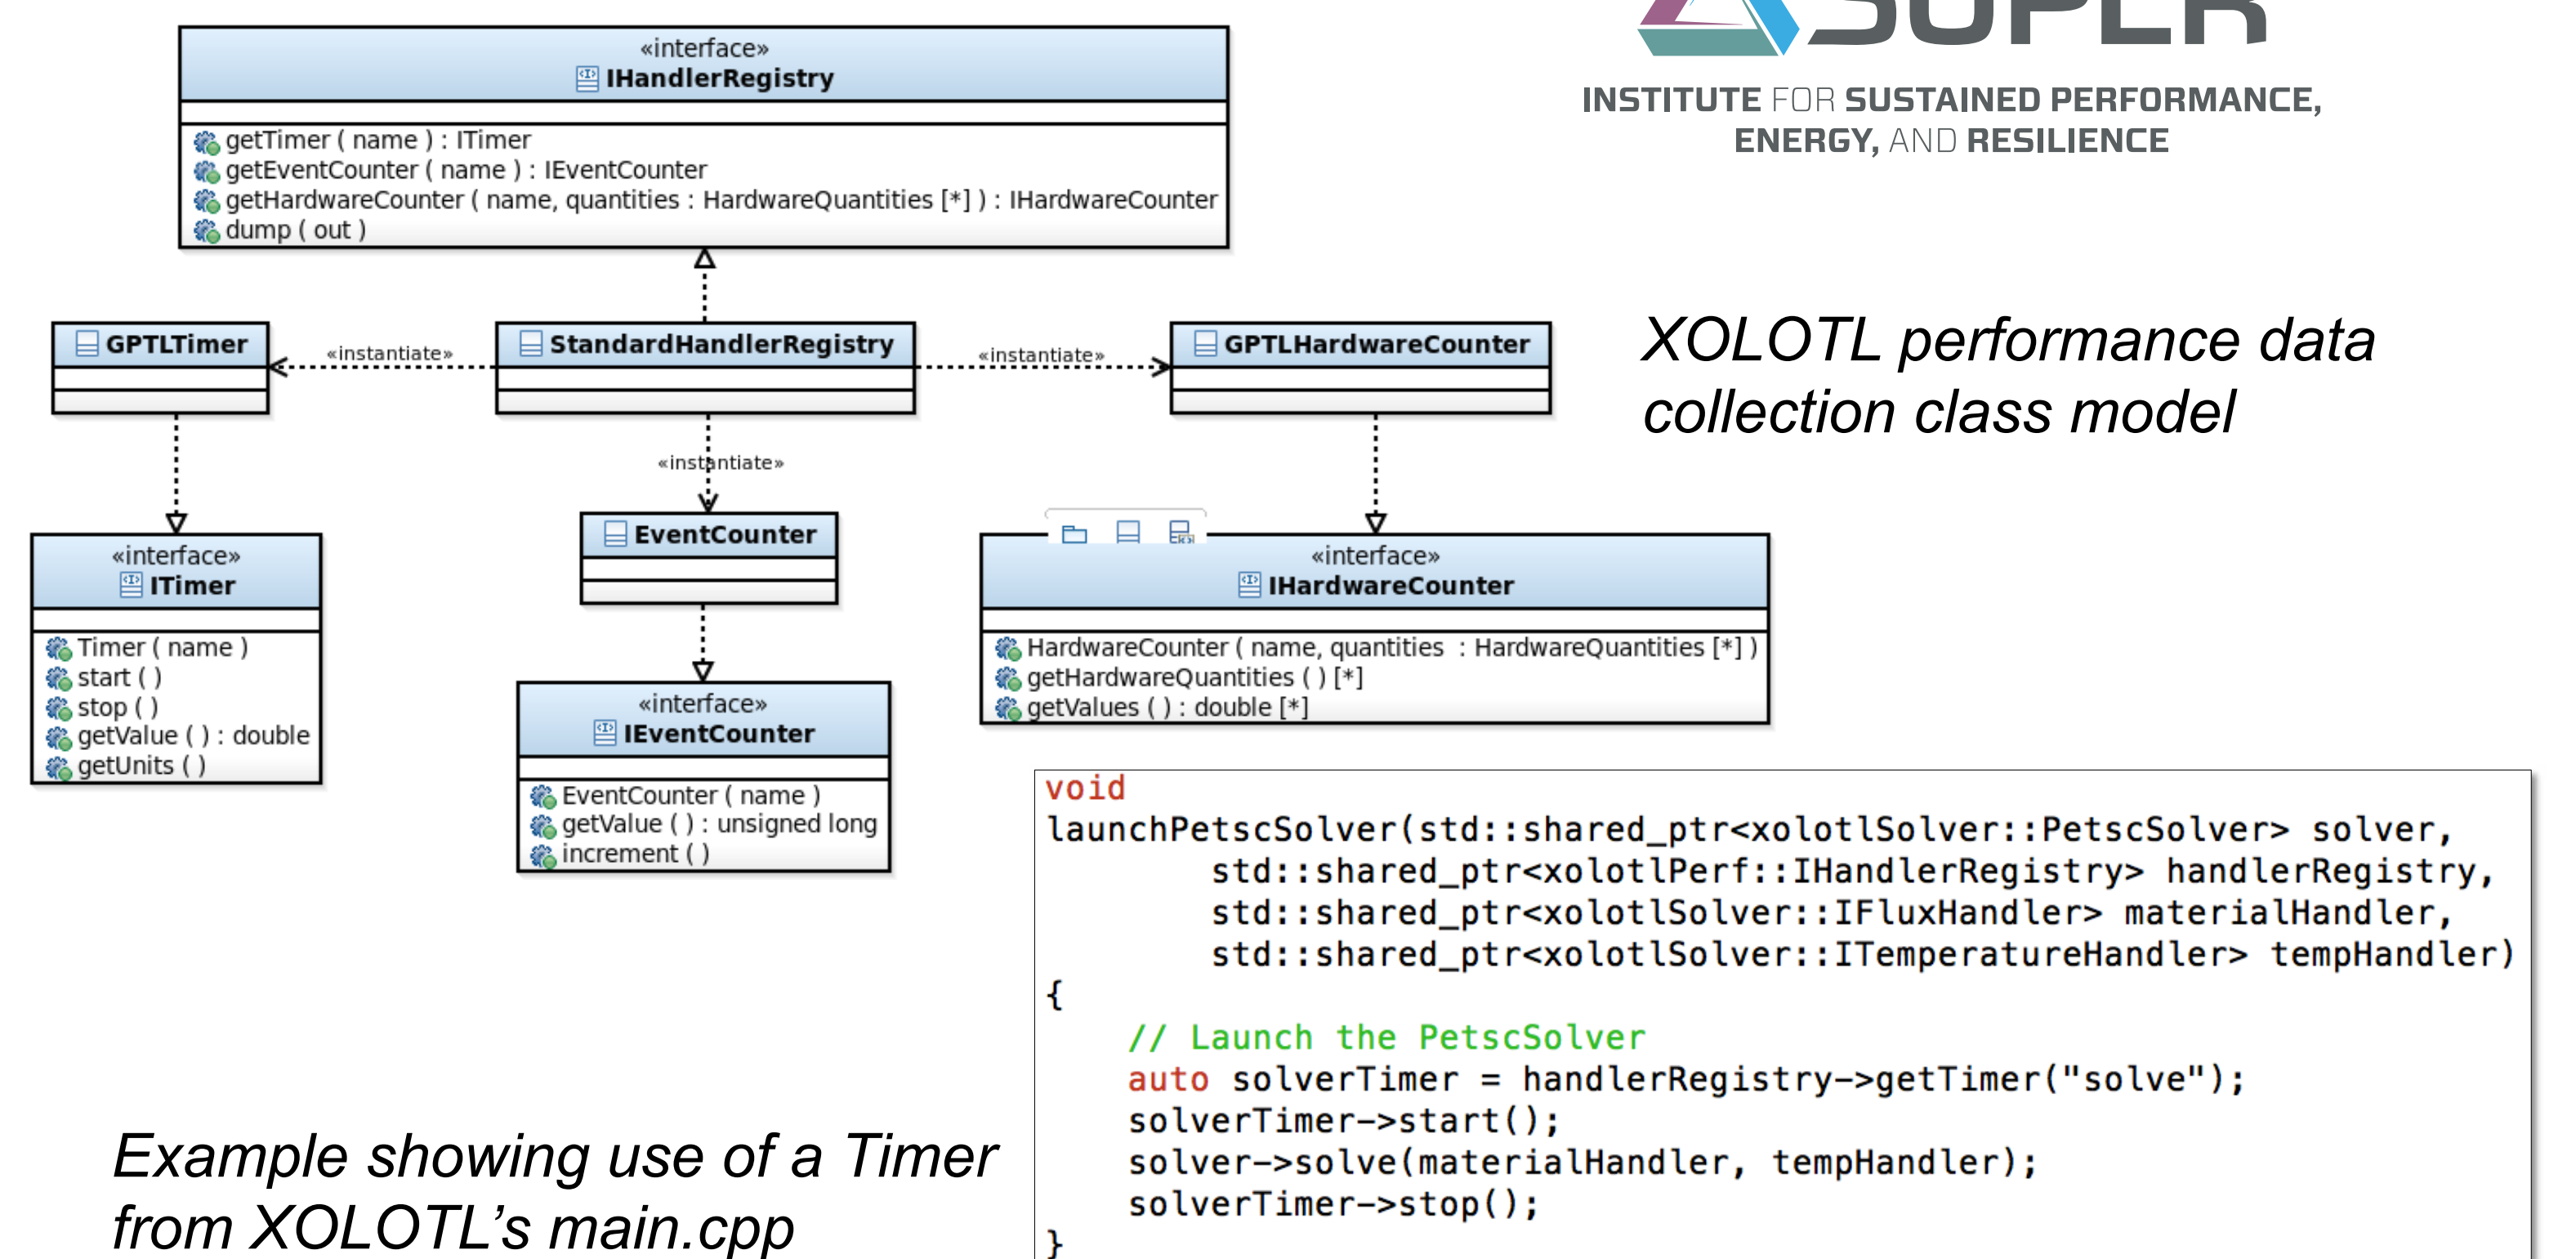 «interface»
IHandlerRegistry
getTimer ( name ) : ITimer
getEventCounter ( name ) : IEventCounter
getHardwareCounter ( name, quantities : HardwareQuantities [*] ) : IHardwareCounter
dump ( out )
SUPER
INSTITUTE FOR SUSTAINED PERFORMANCE,
ENERGY, AND RESILIENCE
GPTLTimer
«instantiate»
StandardHandlerRegistry
«instantiate»
GPTLHardwareCounter
XOLOTL performance data
collection class model
«instantiate»
EventCounter
«interface»
ITimer
Timer ( name )
start ( )
stop ( )
getValue ( ) : double
getUnits ( )
«interface»
IEventCounter
EventCounter ( name )
getValue ( ) : unsigned long
increment ( )
«interface»
IHardwareCounter
HardwareCounter ( name, quantities : HardwareQuantities [*] )
getHardwareQuantities ( ) [*]
getValues ( ) : double [*]
void
launchPetscSolver(std::shared_ptr<xolotlSolver::PetscSolver> solver,
std::shared_ptr<xolotlPerf::IHandlerRegistry> handlerRegistry,
std::shared_ptr<xolotlSolver::IFluxHandler> materialHandler,
std::shared_ptr<xolotlSolver::ITemperatureHandler> tempHandler)
{
// Launch the PetscSolver
auto solverTimer = handlerRegistry->getTimer("solve");
solverTimer->start();
solver->solve(materialHandler, tempHandler);
solverTimer->stop();
}
Example showing use of a Timer
from XOLOTL’s main.cpp